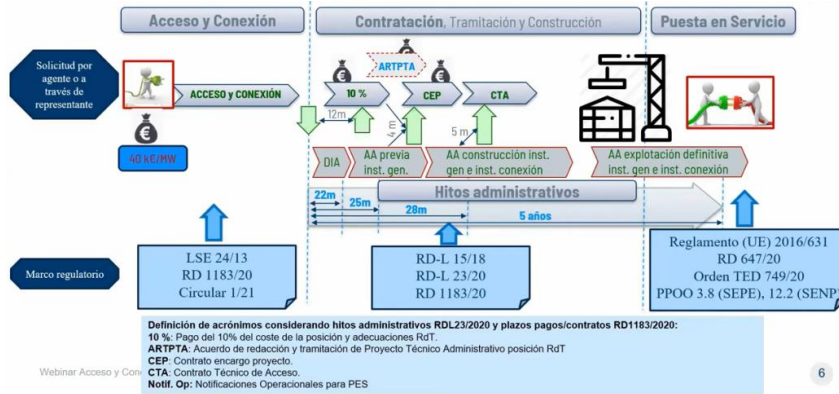 Acceso y Conexión
Contratación, Tramitación y Construcción
Puesta en Servicio
Solicitud por
agente o a
través de
representante
ACCESO y CONEXIÓN
40 k€/MW
€
€
ARTPTA
€
10 %
CEP
CTA
12m
4 m
5 m
DIA
AA previa
inst. gen.
AA construcción inst.
gen e inst. conexión
AA explotación definitiva
inst. gen e inst. conexión
Hitos administrativos
22m
25m
28m
5 años
Marco regulatorio
LSE 24/13
RD 1183/20
Circular 1/21
RD-L 15/18
RD-L 23/20
RD 1183/20
Reglamento (UE) 2016/631
RD 647/20
Orden TED 749/20
PPOO 3.8 (SEPE), 12.2 (SENP)
Definición de acrónimos considerando hitos administrativos RDL23/2020 y plazos pagos/contratos RD1183/2020:
10 %: Pago del 10% del coste de la posición y adecuaciones RdT.
ARTPTA: Acuerdo de redacción y tramitación de Proyecto Técnico Administrativo posición RdT
CEP: Contrato encargo proyecto.
CTA: Contrato Técnico de Acceso.
Notif. Op: Notificaciones Operacionales para PES
Webinar Acceso y Con
6